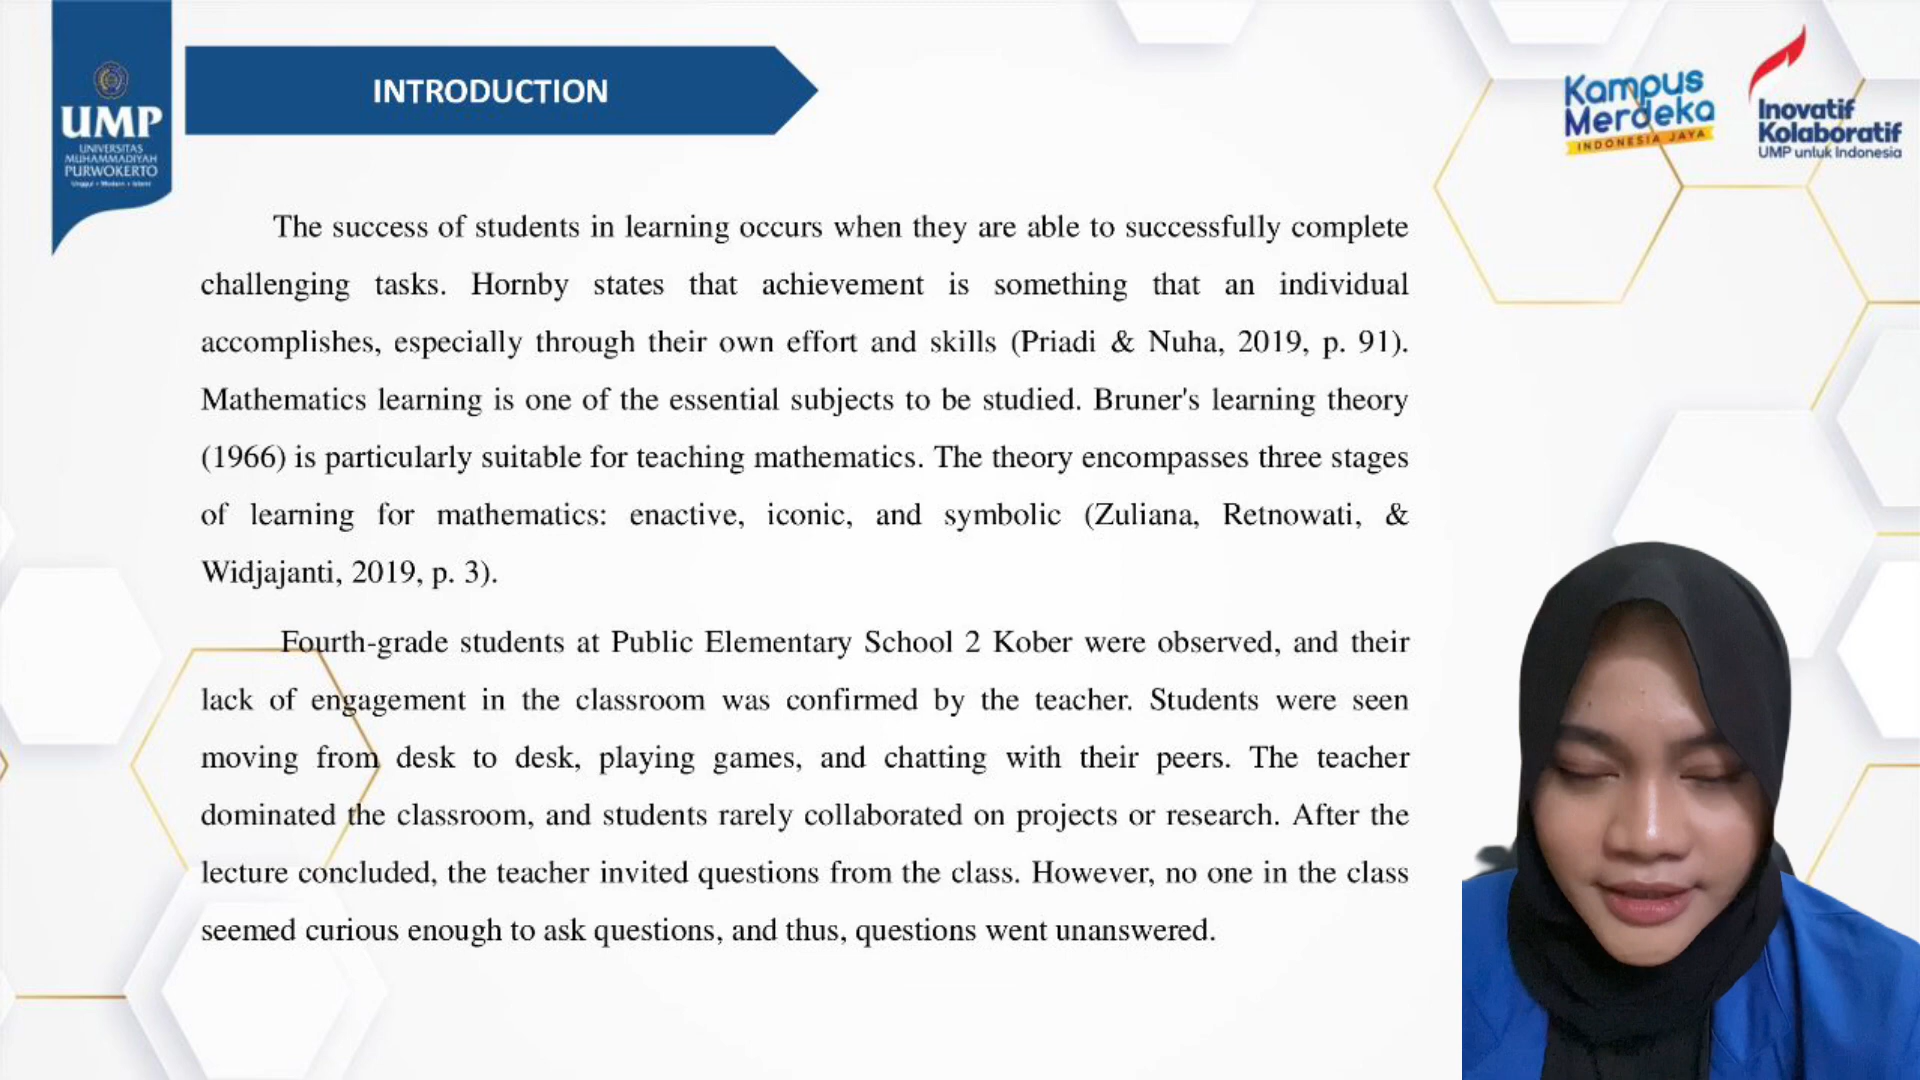 INTRODUCTION
UMP
UNIVERSITAS
MUHAMMADIYAH
PURWOKERTO
Unggul • Modern • Islami
Kampus
Merdeka
INDONESIA JAYA
Inovatif
Kolaboratif
UMP untuk Indonesia
The success of students in learning occurs when they are able to successfully complete
challenging tasks. Hornby states that achievement is something that an individual
accomplishes, especially through their own effort and skills (Priadi & Nuha, 2019, p. 91).
Mathematics learning is one of the essential subjects to be studied. Bruner's learning theory
(1966) is particularly suitable for teaching mathematics. The theory encompasses three stages
of learning for mathematics: enactive, iconic, and symbolic (Zuliana, Retnowati, &
Widjajanti, 2019, p. 3).
Fourth-grade students at Public Elementary School 2 Kober were observed, and their
lack of engagement in the classroom was confirmed by the teacher. Students were seen
moving from desk to desk, playing games, and chatting with their peers. The teacher
dominated the classroom, and students rarely collaborated on projects or research. After the
lecture concluded, the teacher invited questions from the class. However, no one in the class
seemed curious enough to ask questions, and thus, questions went unanswered.